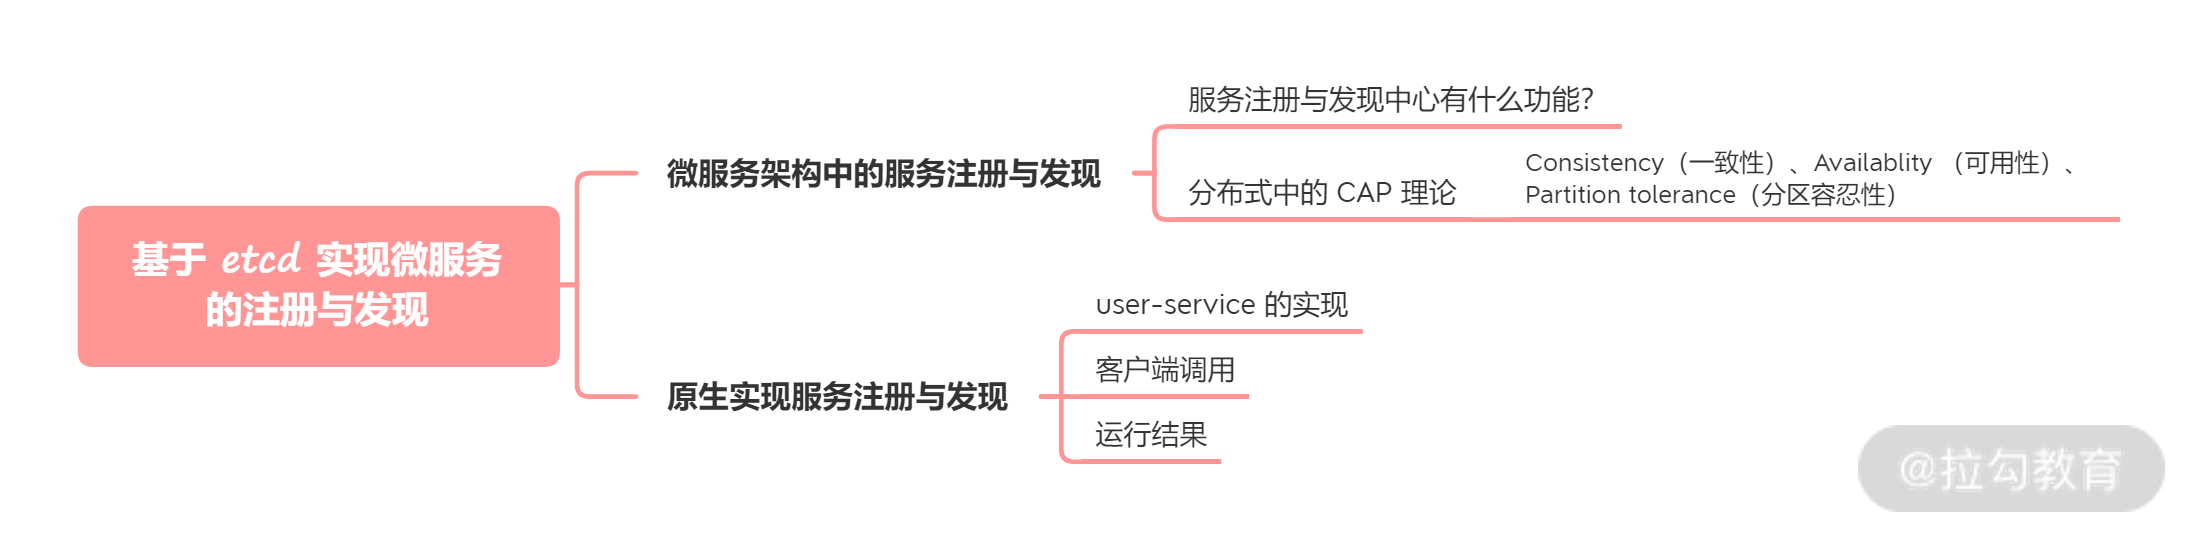 基于 etcd 实现微服务
的注册与发现
微服务架构中的服务注册与发现
服务注册与发现中心有什么功能？
分布式中的 CAP 理论
Consistency（一致性）、Availablity （可用性）、
Partition tolerance（分区容忍性）
原生实现服务注册与发现
user-service 的实现
客户端调用
运行结果
@拉勾教育